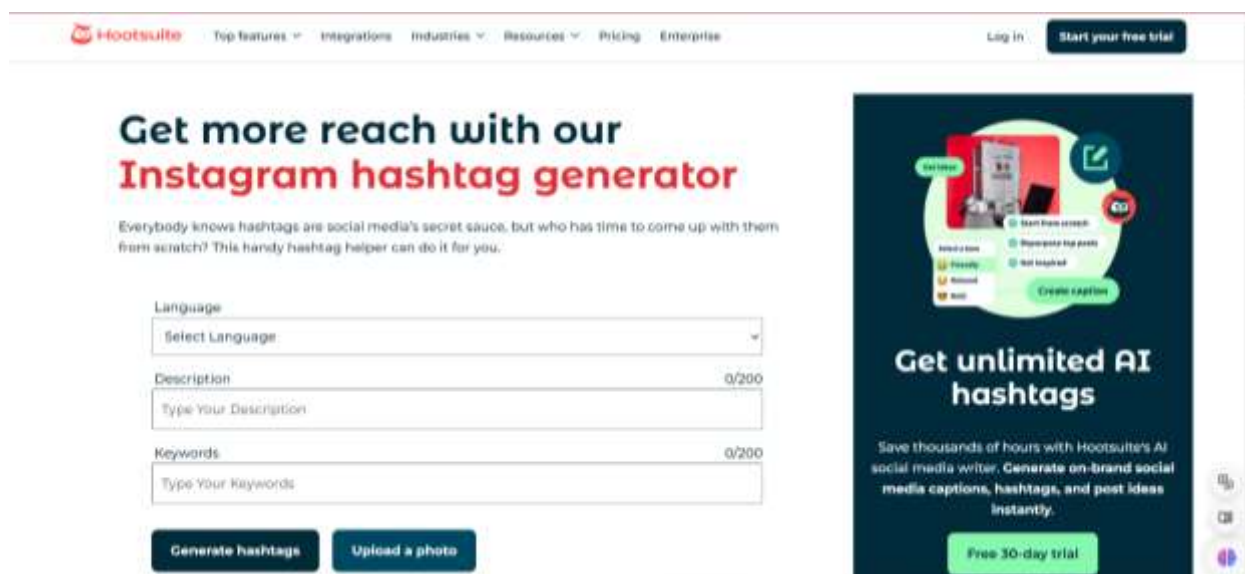 Hootsuite
Top features
Integrations
Industries
Resources
Pricing
Enterprise
Log in
Start your free trial
Get more reach with our
Instagram hashtag generator
Everybody knows hashtags are social media's secret sauce, but who has time to come up with them
from scratch? This handy hashtag helper can do it for you.
Language
Select Language
Description 0/200
Type Your Description
Keywords 0/200
Type Your Keywords
Generate hashtags
Upload a photo
Get ideas
Start from scratch
Repurpose top posts
Get inspired
Select a tone
Friendly
Create caption
Get unlimited AI
hashtags
Save thousands of hours with Hootsuite's AI
social media writer. Generate on-brand social
media captions, hashtags, and post ideas
instantly.
Free 30-day trial